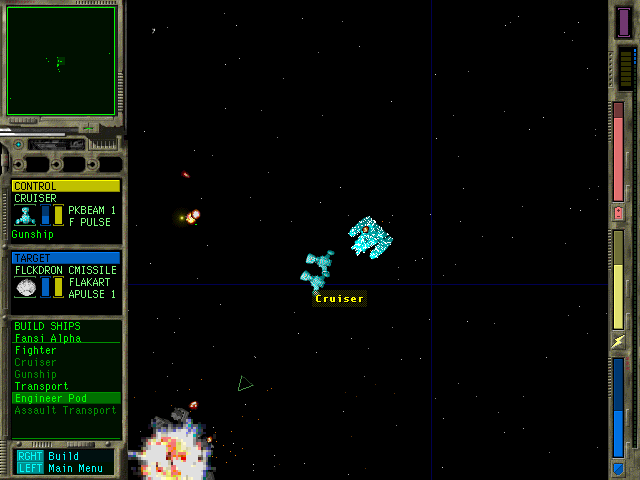 CONTROL
CRUISER
PKBEAM 1
F PULSE
Gunship
TARGET
FLCKDRON CMISSILE
FLAKART
APULSE 1
BUILD SHIPS
Fansi Alpha
Fighter
Cruiser
Gunship
Transport
Engineer Pod
Assault Transport
RGHT Build
LEFT Main Menu
Cruiser